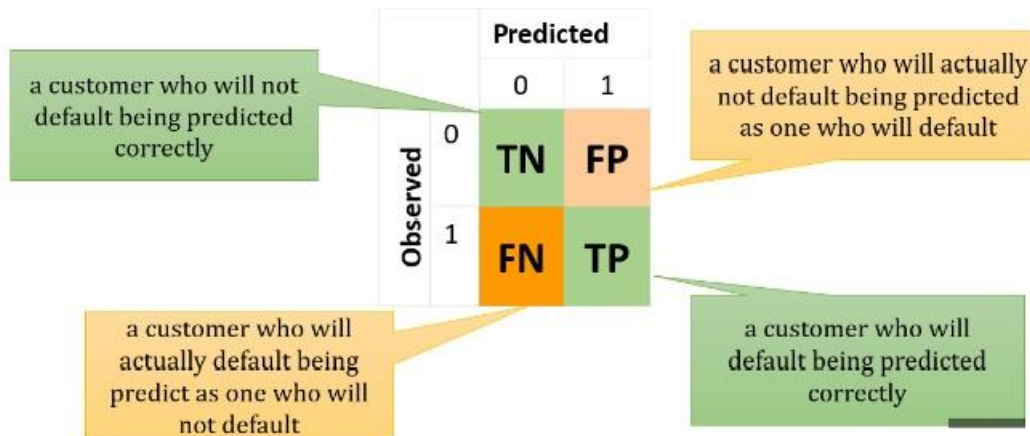 Predicted
0 1
Observed
0
1
TN FP
FN TP
a customer who will not
default being predicted
correctly
a customer who will actually
not default being predicted
as one who will default
a customer who will
actually default being
predict as one who will
not default
a customer who will
default being predicted
correctly